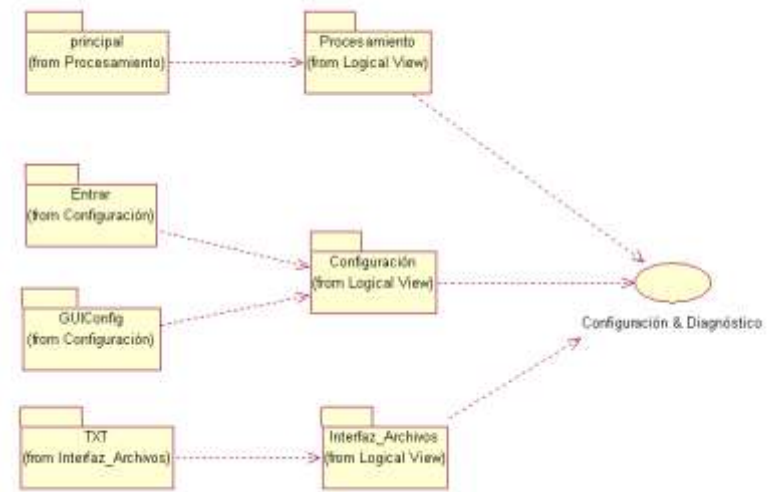 principal
(from Procesamiento)
Procesamiento
(from Logical View)
Entrar
(from Configuración)
Configuración
(from Logical View)
GUIConfig
(from Configuración)
Configuración & Diagnóstico
TXT
(from Interfaz_Archivos)
Interfaz_Archivos
(from Logical View)